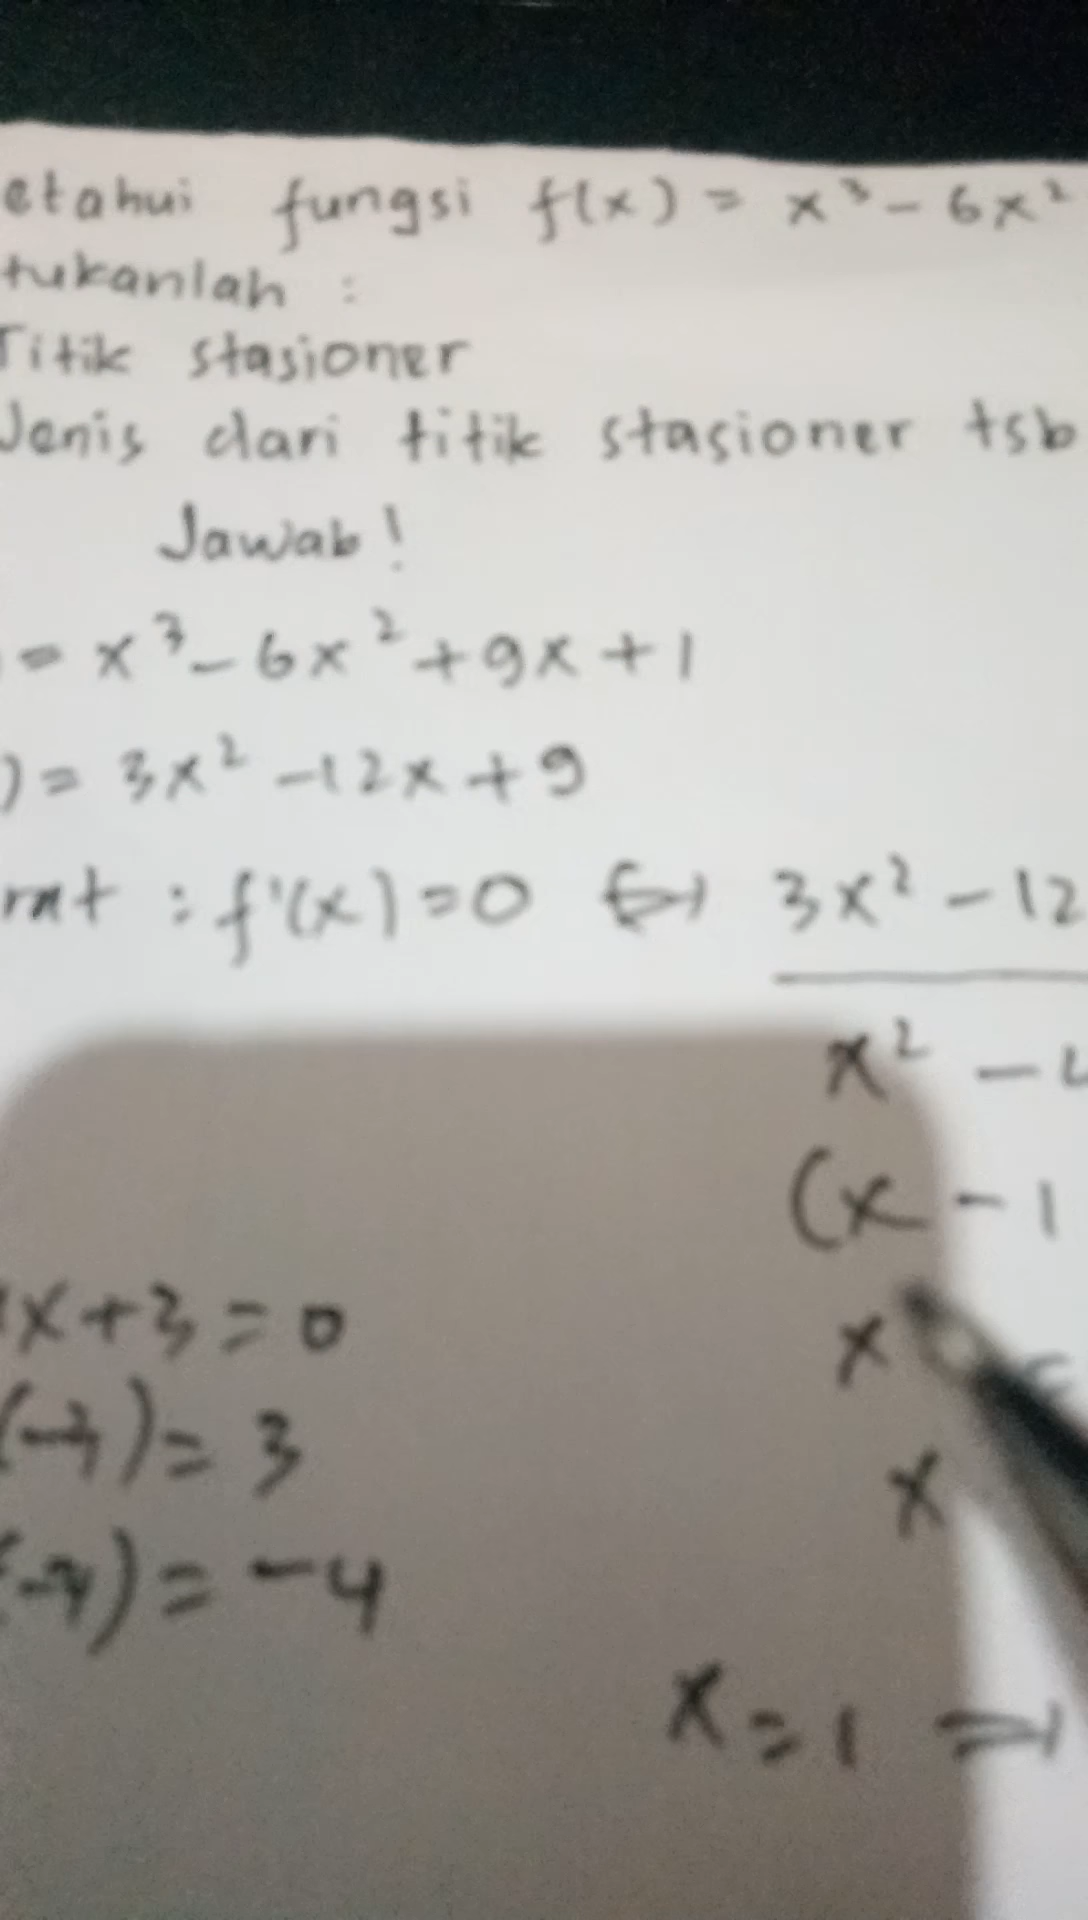 etahui fungsi f(x) = x³ - 6x²
tukanlah :
Titik stasioner
Jenis dari titik stasioner tsb
Jawab !
= x³ - 6x² + 9x + 1
) = 3x² - 12x + 9
rat : f'(x) = 0 ↔ 3x² - 12
x² - 4
(x - 1
x
x
x + 3 = 0
(-3) = 3
) = -4
x = 1 ⇒